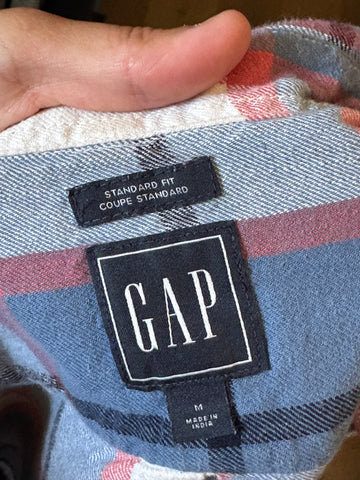 STANDARD FIT
COUPE STANDARD
GAP
M
MADE IN
INDIA